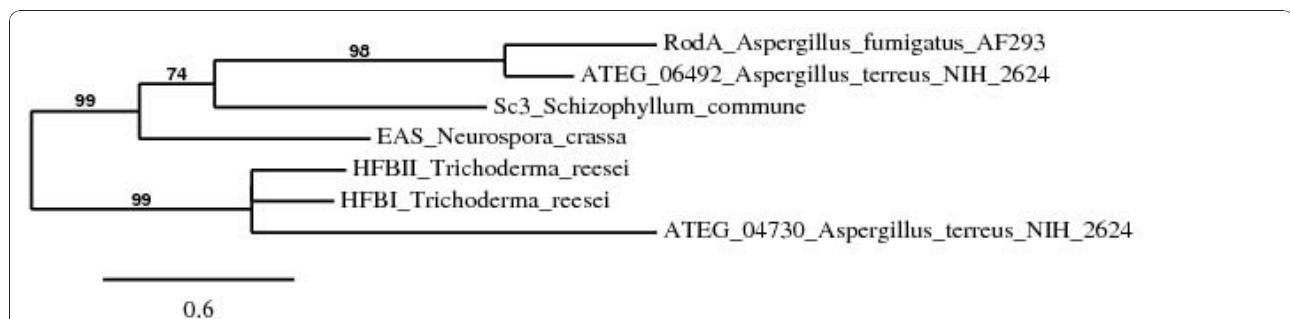 98
RodA_Aspergillus_fumigatus_AF293
74
ATEG_06492_Aspergillus_terreus_NIH_2624
99
Sc3_Schizophyllum_commune
EAS_Neurospora_crassa
HFBII_Trichoderma_reesei
99
HFBI_Trichoderma_reesei
ATEG_04730_Aspergillus_terreus_NIH_2624
0.6